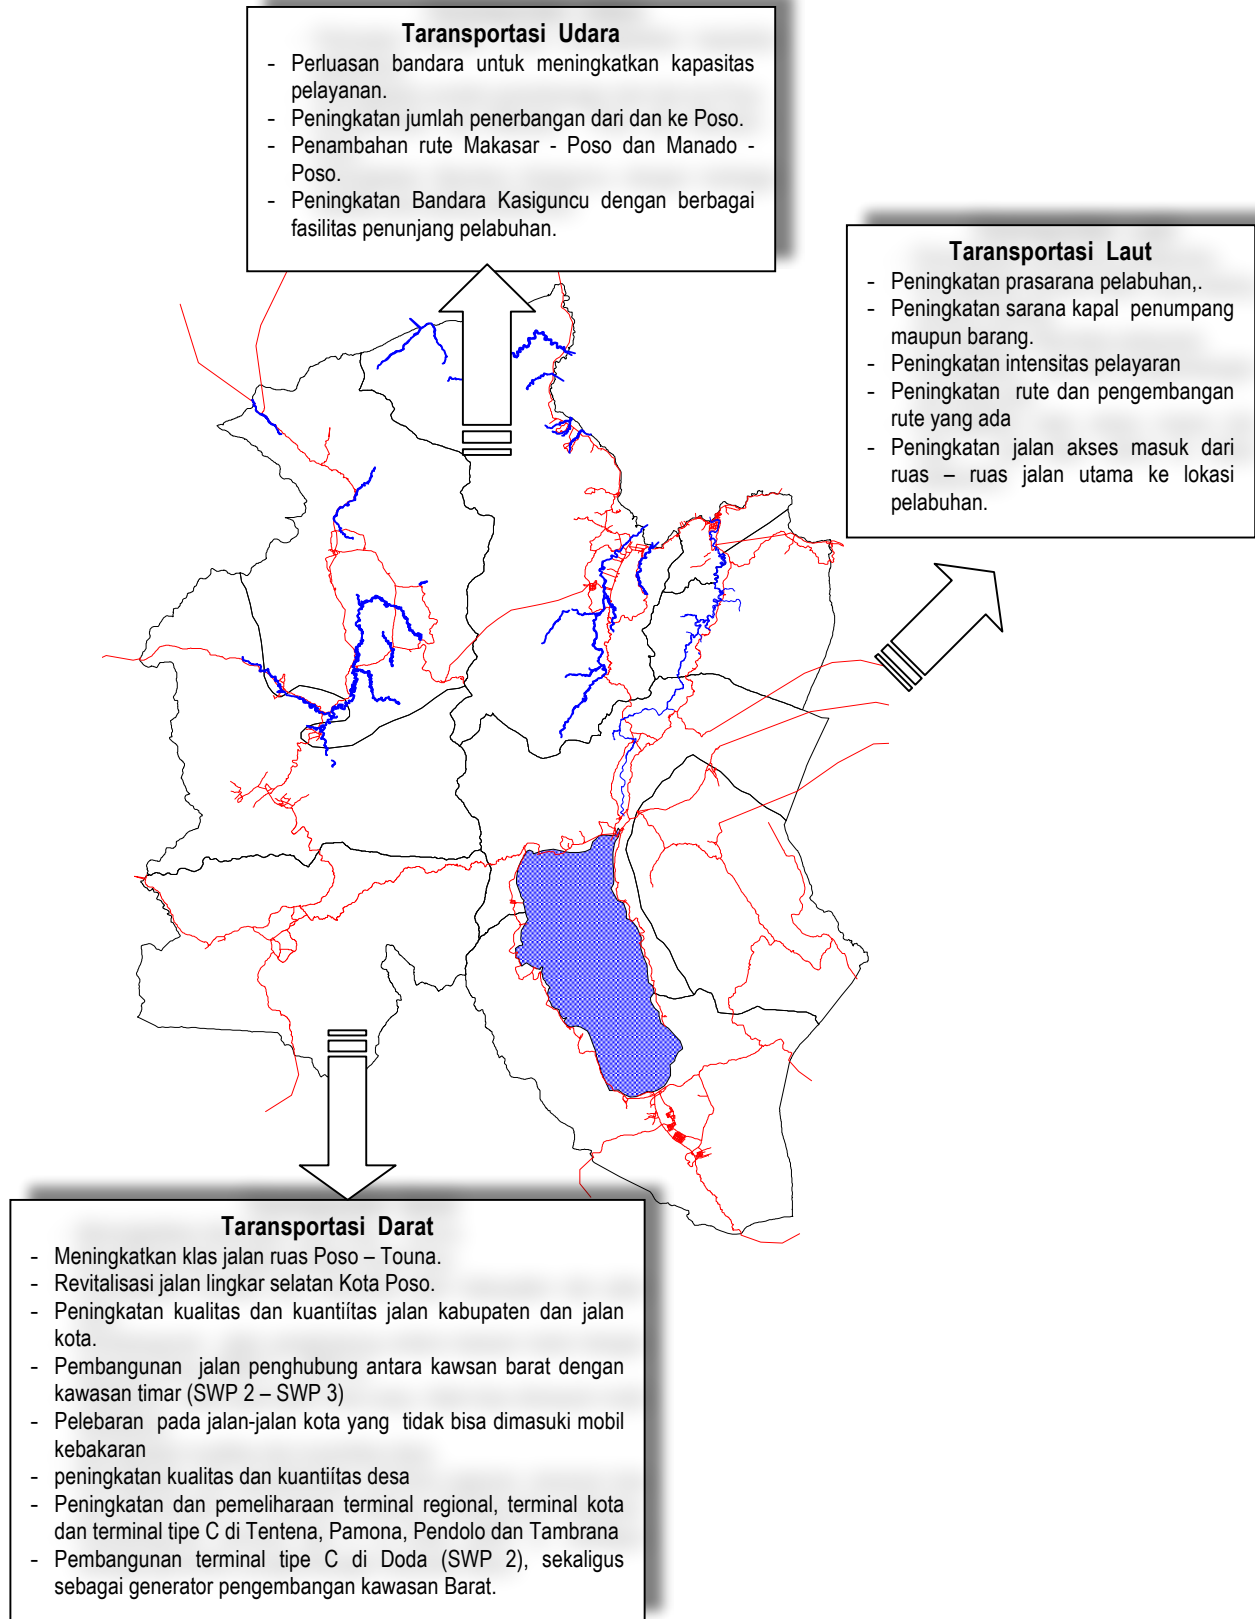 Taransportasi Udara
- Perluasan bandara untuk meningkatkan kapasitas
pelayanan.
- Peningkatan jumlah penerbangan dari dan ke Poso.
- Penambahan rute Makasar - Poso dan Manado -
Poso.
- Peningkatan Bandara Kasiguncu dengan berbagai
fasilitas penunjang pelabuhan.
Taransportasi Laut
- Peningkatan prasarana pelabuhan,.
- Peningkatan sarana kapal penumpang
maupun barang.
- Peningkatan intensitas pelayaran
- Peningkatan rute dan pengembangan
rute yang ada
- Peningkatan jalan akses masuk dari
ruas – ruas jalan utama ke lokasi
pelabuhan.
Taransportasi Darat
- Meningkatkan klas jalan ruas Poso – Touna.
- Revitalisasi jalan lingkar selatan Kota Poso.
- Peningkatan kualitas dan kuantiítas jalan kabupaten dan jalan
kota.
- Pembangunan jalan penghubung antara kawsan barat dengan
kawasan timar (SWP 2 – SWP 3)
- Pelebaran pada jalan-jalan kota yang tidak bisa dimasuki mobil
kebakaran
- peningkatan kualitas dan kuantiítas desa
- Peningkatan dan pemeliharaan terminal regional, terminal kota
dan terminal tipe C di Tentena, Pamona, Pendolo dan Tambrana
- Pembangunan terminal tipe C di Doda (SWP 2), sekaligus
sebagai generator pengembangan kawasan Barat.